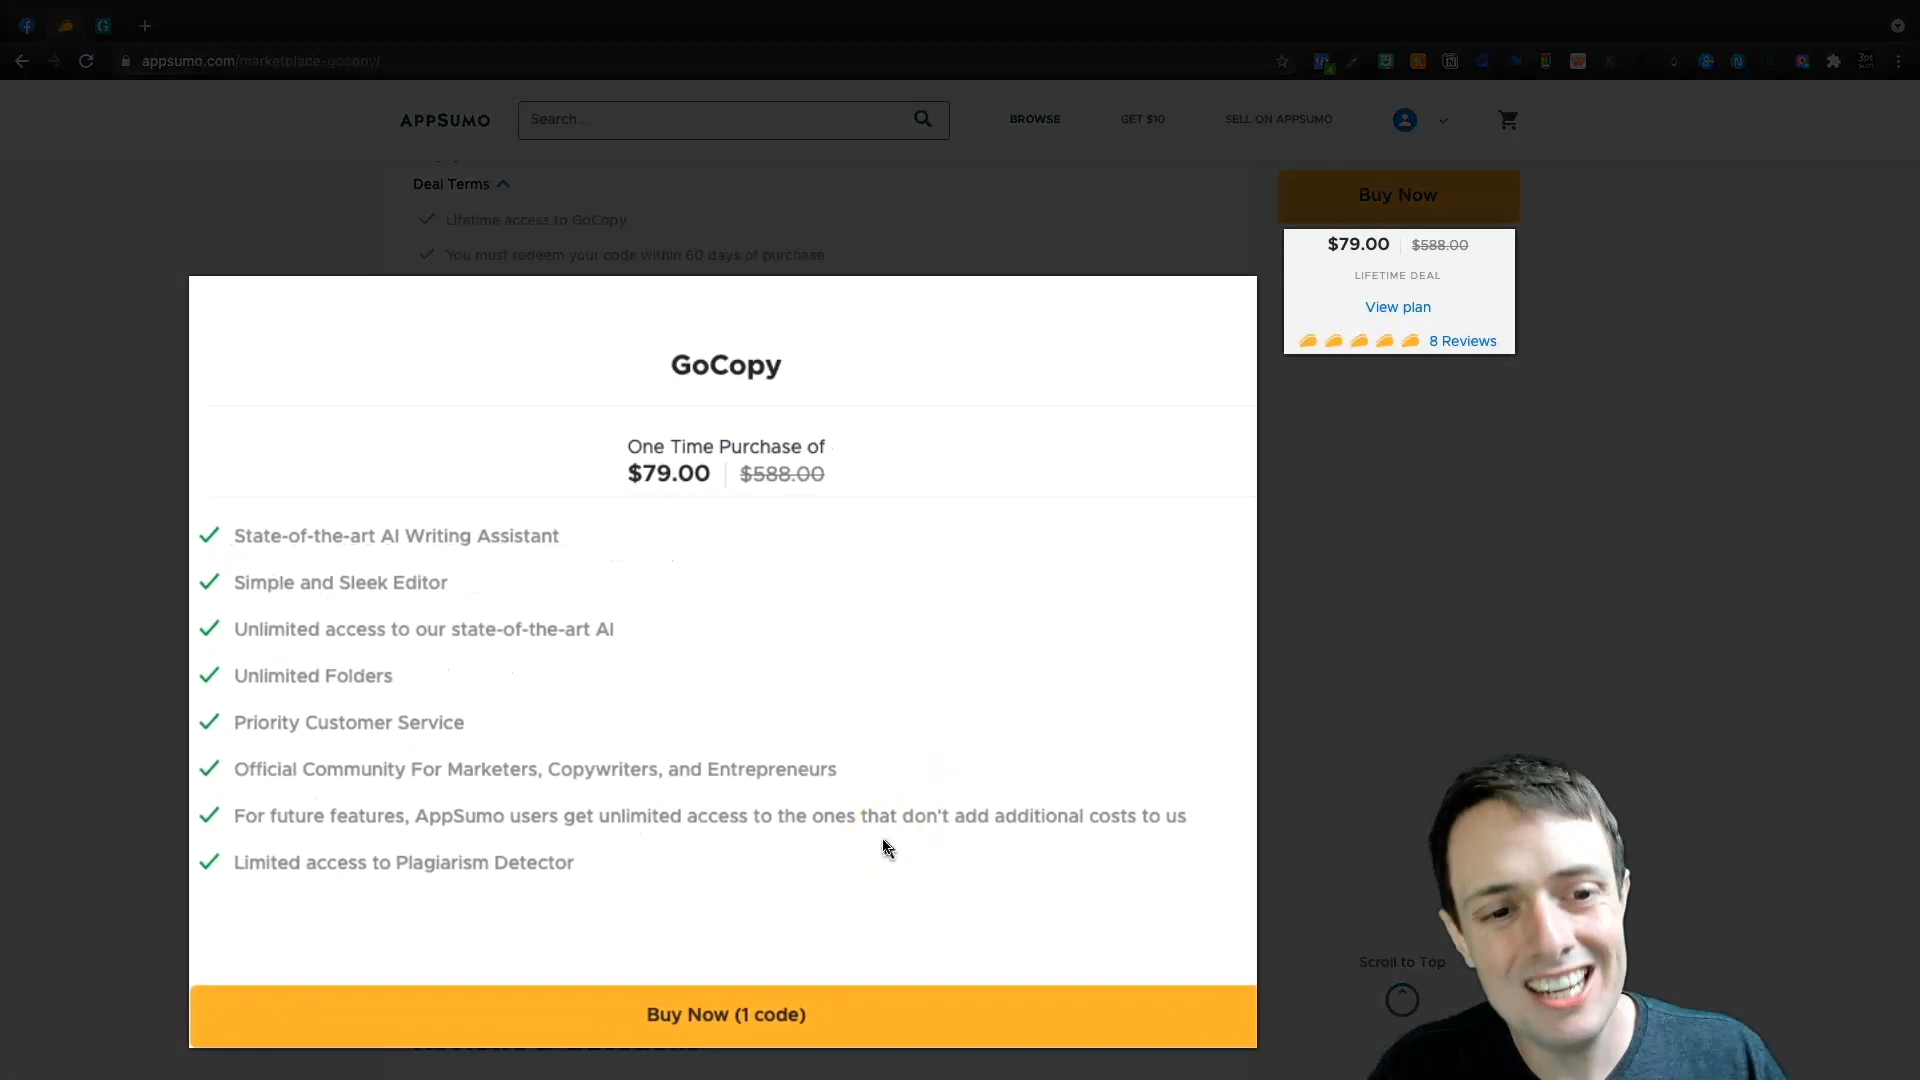 appsumo.com/marketplace-gocopy/
APPSUMO
Search...
BROWSE
GET $10
SELL ON APPSUMO
Deal Terms
Lifetime access to GoCopy
You must redeem your code within 60 days of purchase
Buy Now
$79.00 $588.00
LIFETIME DEAL
View plan
8 Reviews
GoCopy
One Time Purchase of
$79.00 $588.00
State-of-the-art AI Writing Assistant
Simple and Sleek Editor
Unlimited access to our state-of-the-art AI
Unlimited Folders
Priority Customer Service
Official Community For Marketers, Copywriters, and Entrepreneurs
For future features, AppSumo users get unlimited access to the ones that don't add additional costs to us
Limited access to Plagiarism Detector
Buy Now (1 code)
Scroll to Top